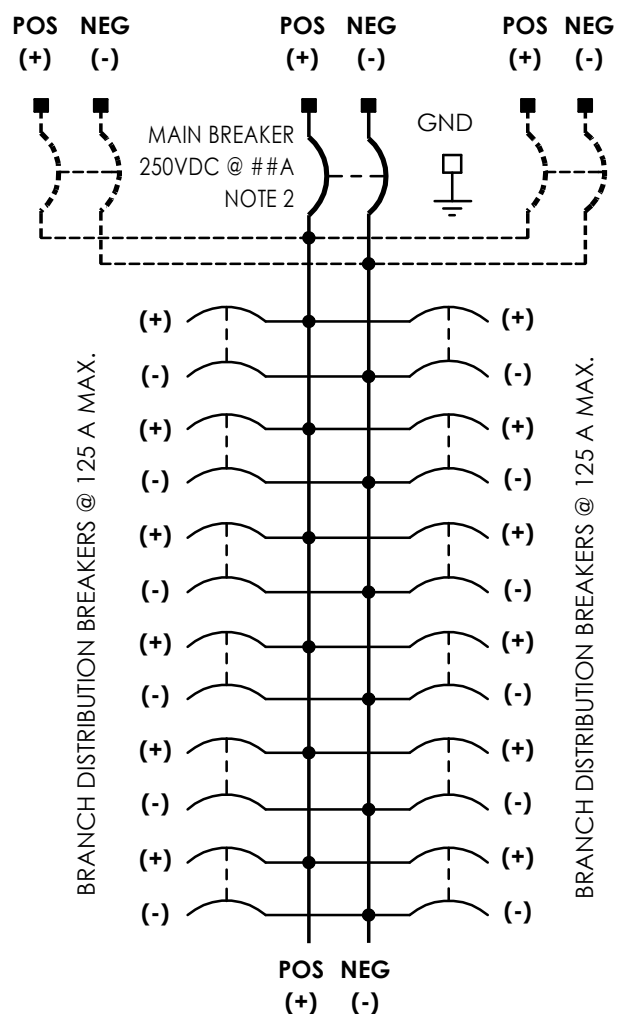 POS NEG POS NEG POS NEG
(+) (-) (+) (-) (+) (-)
MAIN BREAKER
250VDC @ ##A
NOTE 2
GND
BRANCH DISTRIBUTION BREAKERS @ 125 A MAX.
(+) (+)
(-) (-)
(+) (+)
(-) (-)
(+) (+)
(-) (-)
(+) (+)
(-) (-)
(+) (+)
(-) (-)
(+) (+)
(-) (-)
BRANCH DISTRIBUTION BREAKERS @ 125 A MAX.
POS NEG
(+) (-)